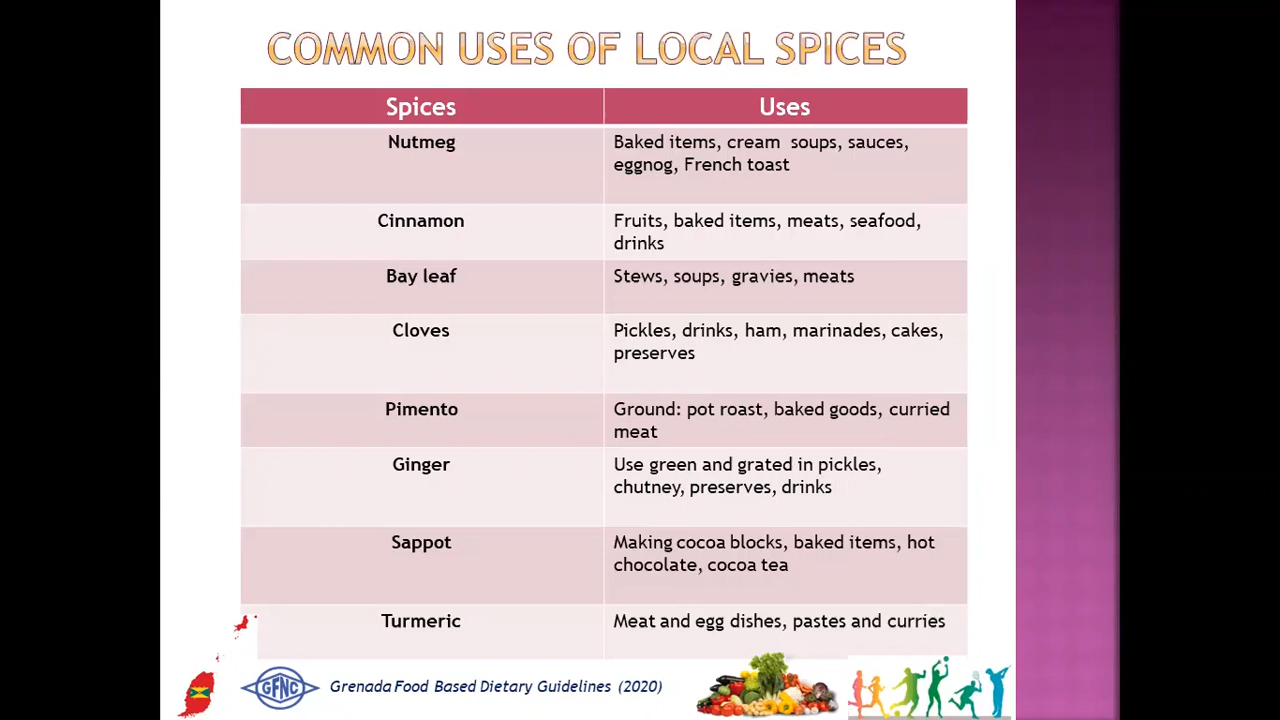 COMMON USES OF LOCAL SPICES
Spices Uses
Nutmeg Baked items, cream soups, sauces,
eggnog, French toast
Cinnamon Fruits, baked items, meats, seafood,
drinks
Bay leaf Stews, soups, gravies, meats
Cloves Pickles, drinks, ham, marinades, cakes,
preserves
Pimento Ground: pot roast, baked goods, curried
meat
Ginger Use green and grated in pickles,
chutney, preserves, drinks
Sappot Making cocoa blocks, baked items, hot
chocolate, cocoa tea
Turmeric Meat and egg dishes, pastes and curries
GFNC Grenada Food Based Dietary Guidelines (2020)